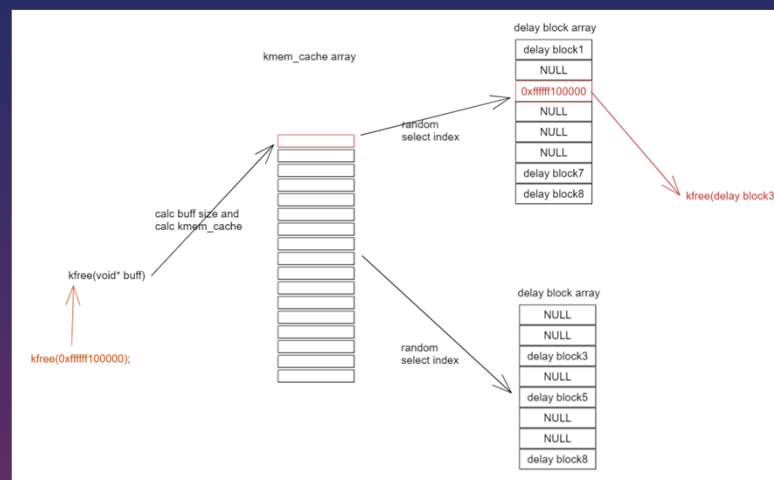 delay block array
kmem_cache array
delay block1
NULL
0xffffff100000
NULL
NULL
NULL
delay block7
delay block8
random
select index
kfree(delay block3
calc buff size and
calc kmem_cache
kfree(void* buff)
kfree(0xffffff100000);
delay block array
NULL
NULL
delay block3
NULL
delay block5
NULL
NULL
delay block8
random
select index